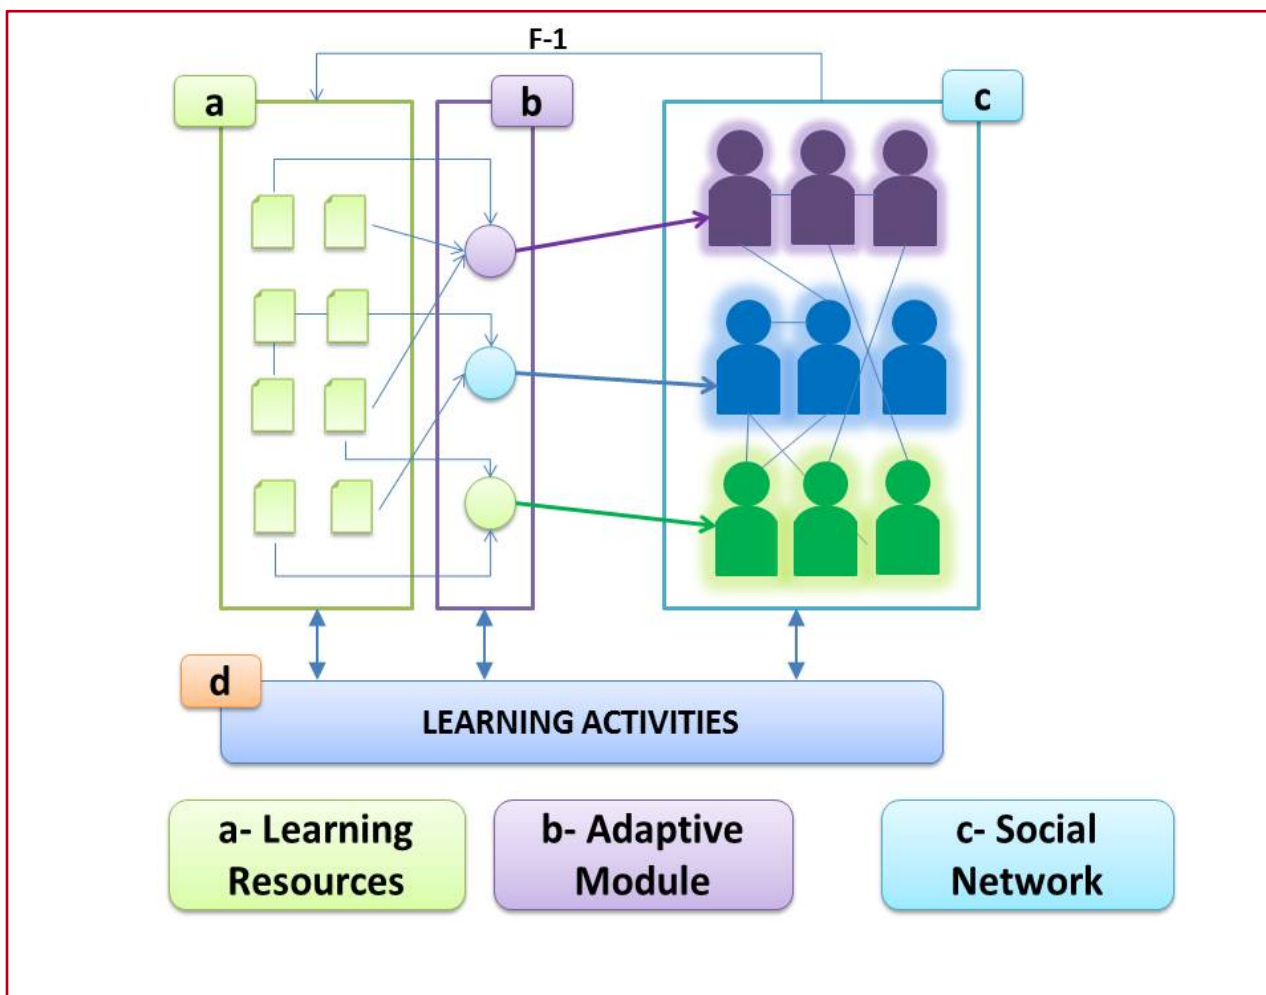 F-1
a
b
c
d
LEARNING ACTIVITIES
a- Learning
Resources
b- Adaptive
Module
c- Social
Network